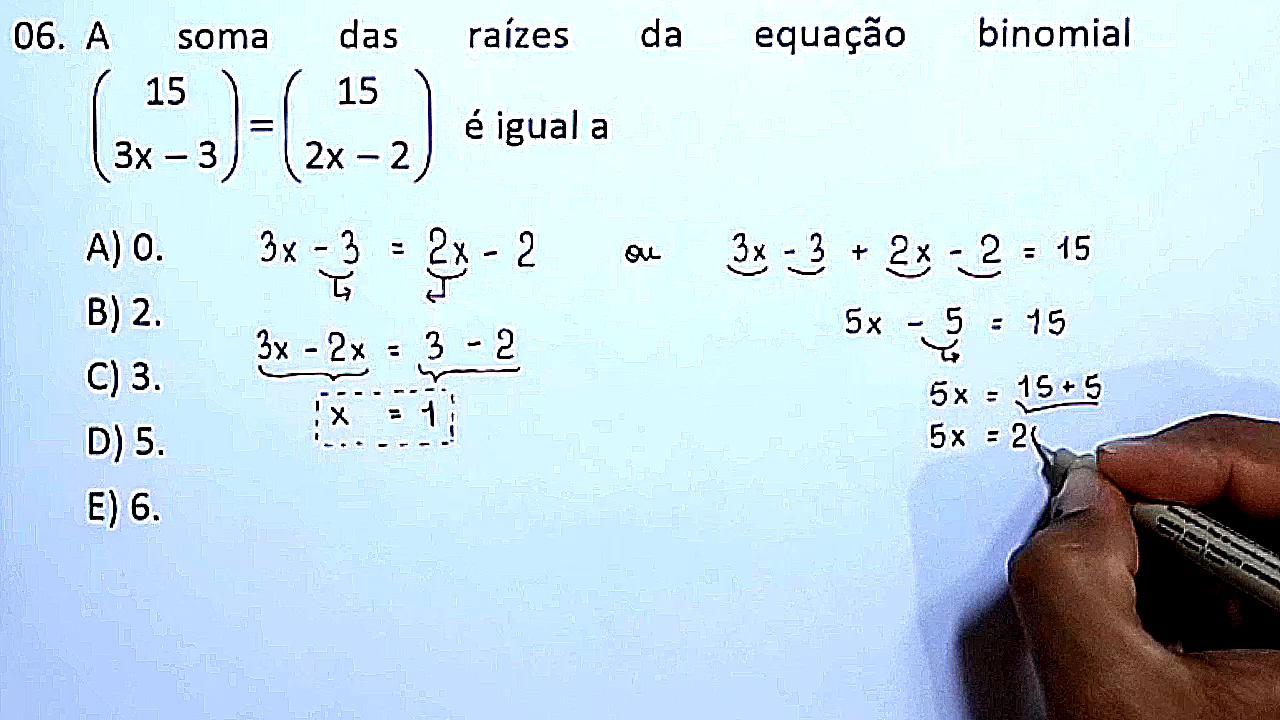 06. A soma das raízes da equação binomial
(15 3x – 3) = (15 2x – 2) é igual a
A) 0.
B) 2.
C) 3.
D) 5.
E) 6.
3x - 3 = 2x - 2 ou 3x - 3 + 2x - 2 = 15
3x - 2x = 3 - 2
x = 1
5x - 5 = 15
5x = 15 + 5
5x = 2